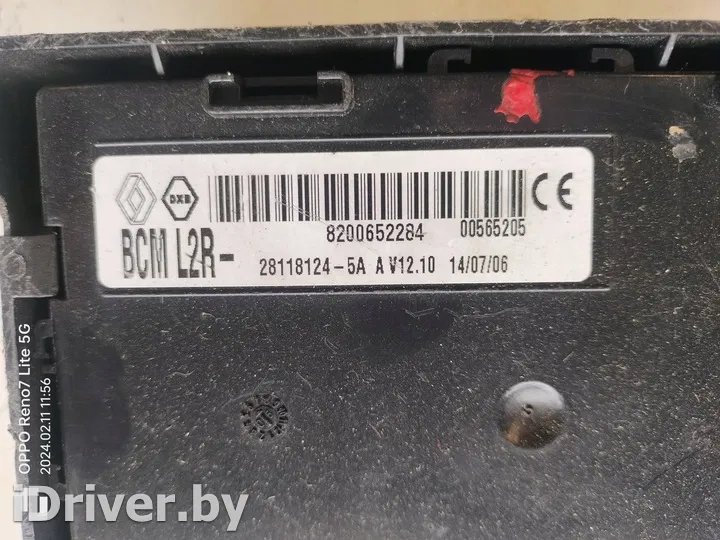 DXB
8200652284 00565205
BCM L2R-
28118124-5A A V12.10 14/07/06
CE
S
OPPO Reno7 Lite 5G
2024.02.11 11:56
iDriver.by